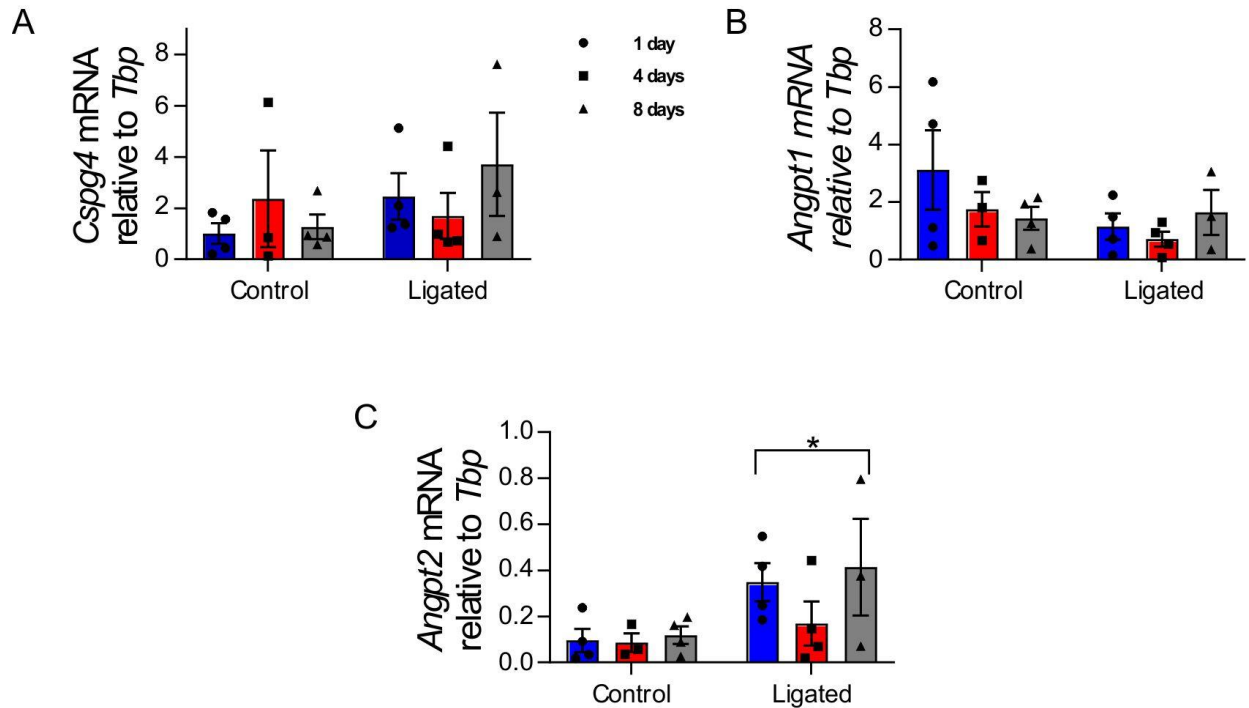 A
Cspg4 mRNA
relative to Tbp
8
6
4
2
0
Control
Ligated
1 day
4 days
8 days
B
Angpt1 mRNA
relative to Tbp
8
6
4
2
0
Control
Ligated
C
Angpt2 mRNA
relative to Tbp
1.0
0.8
0.6
0.4
0.2
0.0
*
Control
Ligated